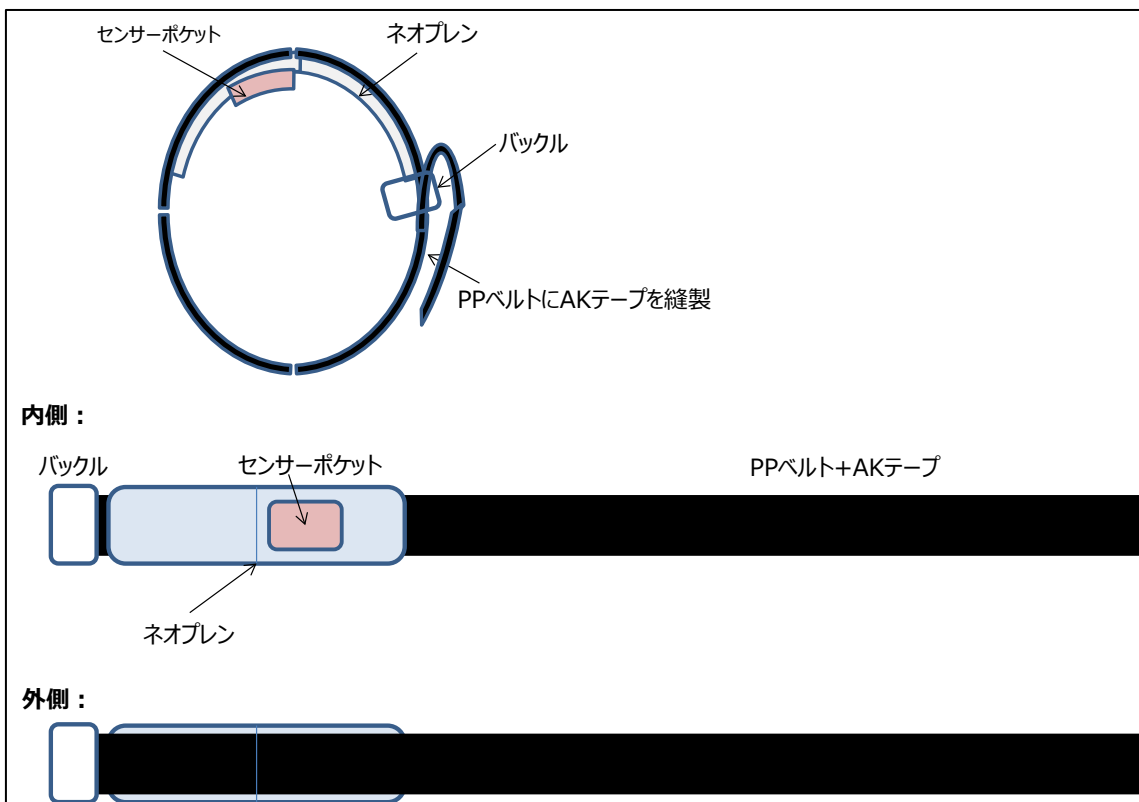 センサーポケット
ネオプレン
バックル
PPベルトにAKテープを縫製
内側：
バックル
センサーポケット
PPベルト+AKテープ
ネオプレン
外側：